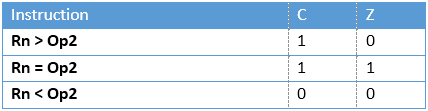 Instruction C Z
Rn > Op2 1 0
Rn = Op2 1 1
Rn < Op2 0 0